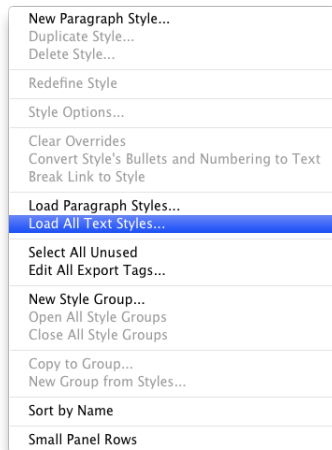 New Paragraph Style...
Duplicate Style...
Delete Style...
Redefine Style
Style Options...
Clear Overrides
Convert Style's Bullets and Numbering to Text
Break Link to Style
Load Paragraph Styles...
Load All Text Styles...
Select All Unused
Edit All Export Tags...
New Style Group...
Open All Style Groups
Close All Style Groups
Copy to Group...
New Group from Styles...
Sort by Name
Small Panel Rows